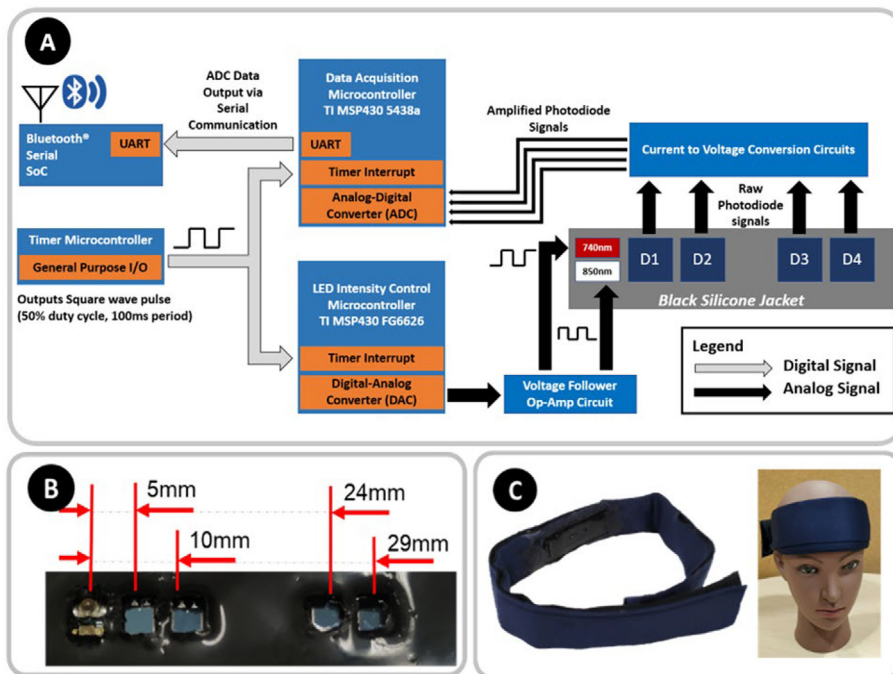 A
ADC Data
Output via
Serial
Communication
Data Acquisition
Microcontroller
TI MSP430 5438a
UART
Timer Interrupt
Analog-Digital
Converter (ADC)
Amplified Photodiode
Signals
Current to Voltage Conversion Circuits
Bluetooth®
Serial
SoC
UART
Raw
Photodiode
signals
Timer Microcontroller
General Purpose I/O
Outputs Square wave pulse
(50% duty cycle, 100ms period)
740nm
850nm
D1
D2
D3
D4
Black Silicone Jacket
LED Intensity Control
Microcontroller
TI MSP430 FG6626
Timer Interrupt
Digital-Analog
Converter (DAC)
Voltage Follower
Op-Amp Circuit
Legend
Digital Signal
Analog Signal
B
5mm
24mm
10mm
29mm
C